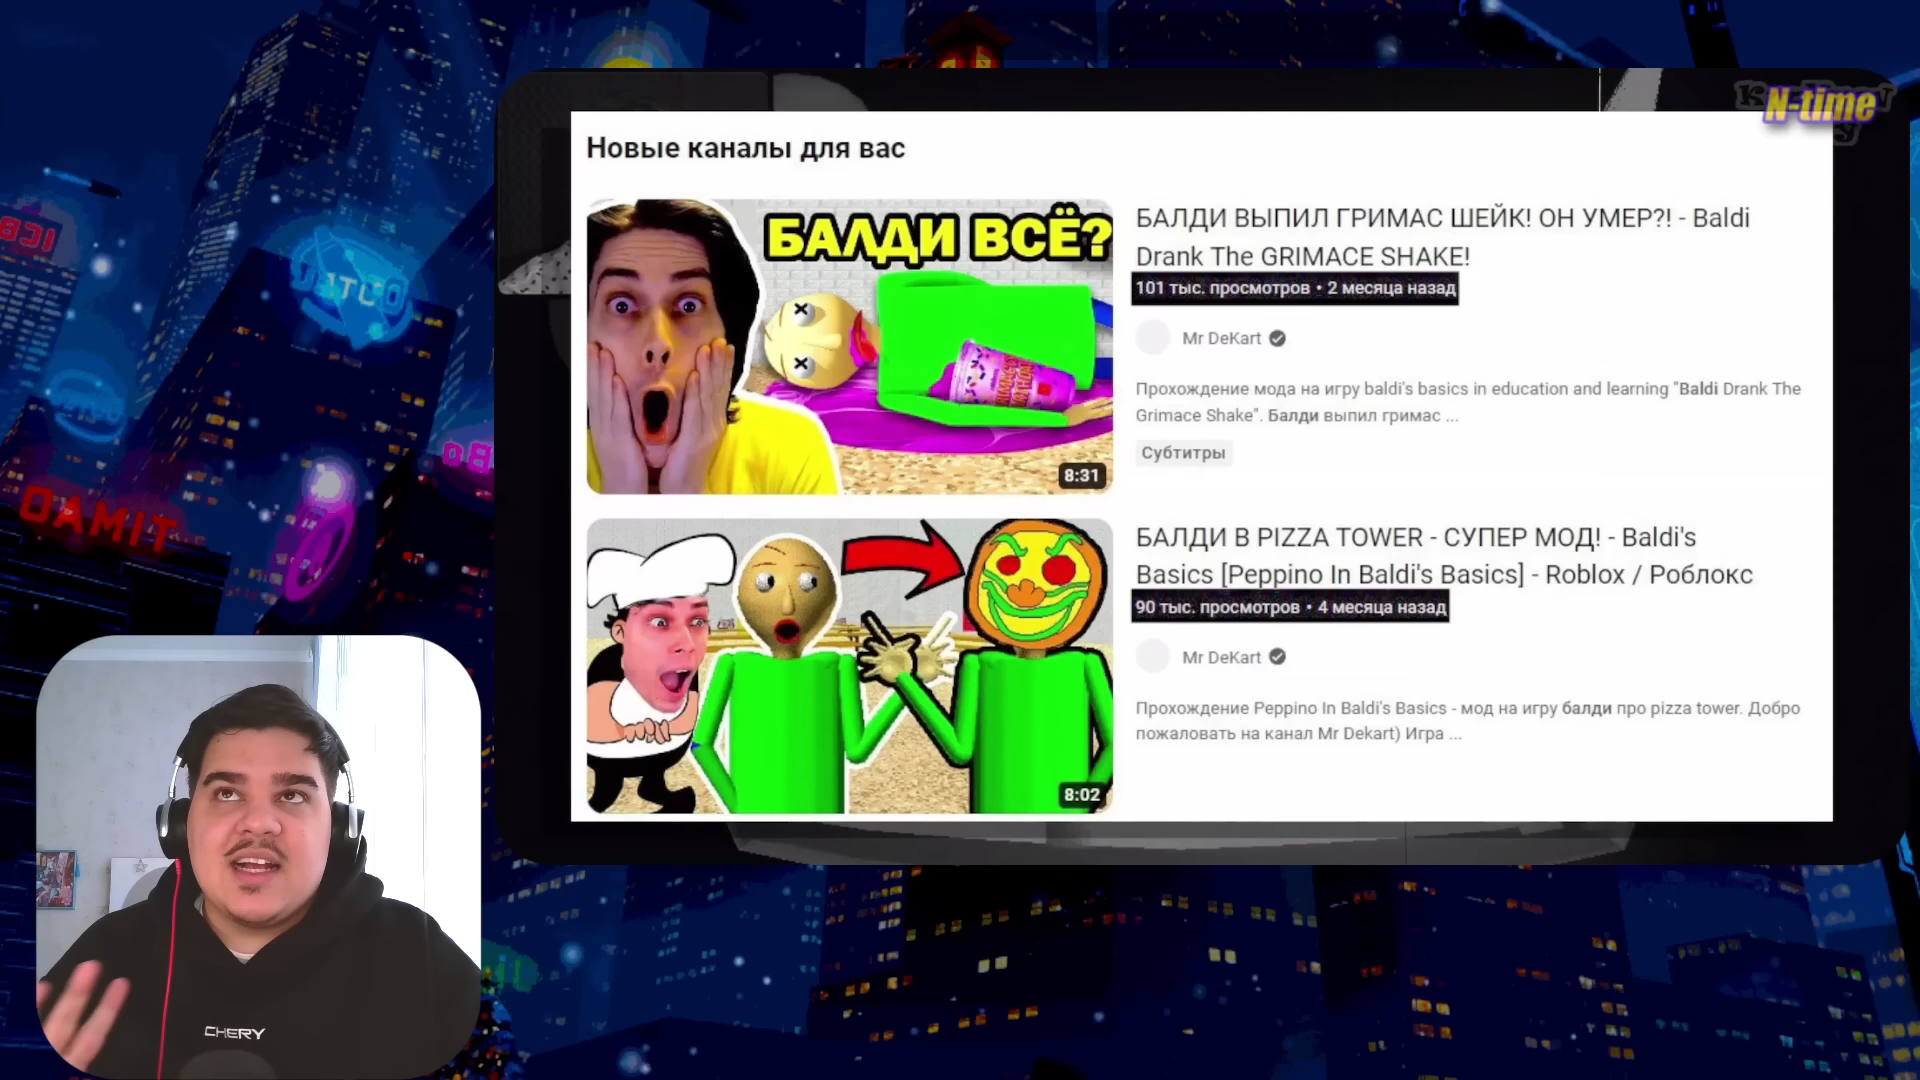 N-time
Новые каналы для вас
БАЛДИ ВСЁ?
8:31
БАЛДИ ВЫПИЛ ГРИМАС ШЕЙК! ОН УМЕР?! - Baldi
Drank The GRIMACE SHAKE!
101 тыс. просмотров • 2 месяца назад
Mr DeKart
Прохождение мода на игру baldi's basics in education and learning "Baldi Drank The
Grimace Shake". Балди выпил гримас ...
Субтитры
8:02
БАЛДИ В PIZZA TOWER - СУПЕР МОД! - Baldi's
Basics [Peppino In Baldi's Basics] - Roblox / Роблокс
90 тыс. просмотров • 4 месяца назад
Mr DeKart
Прохождение Peppino In Baldi's Basics - мод на игру балди про pizza tower. Добро
пожаловать на канал Mr Dekart) Игра ...
CHERY